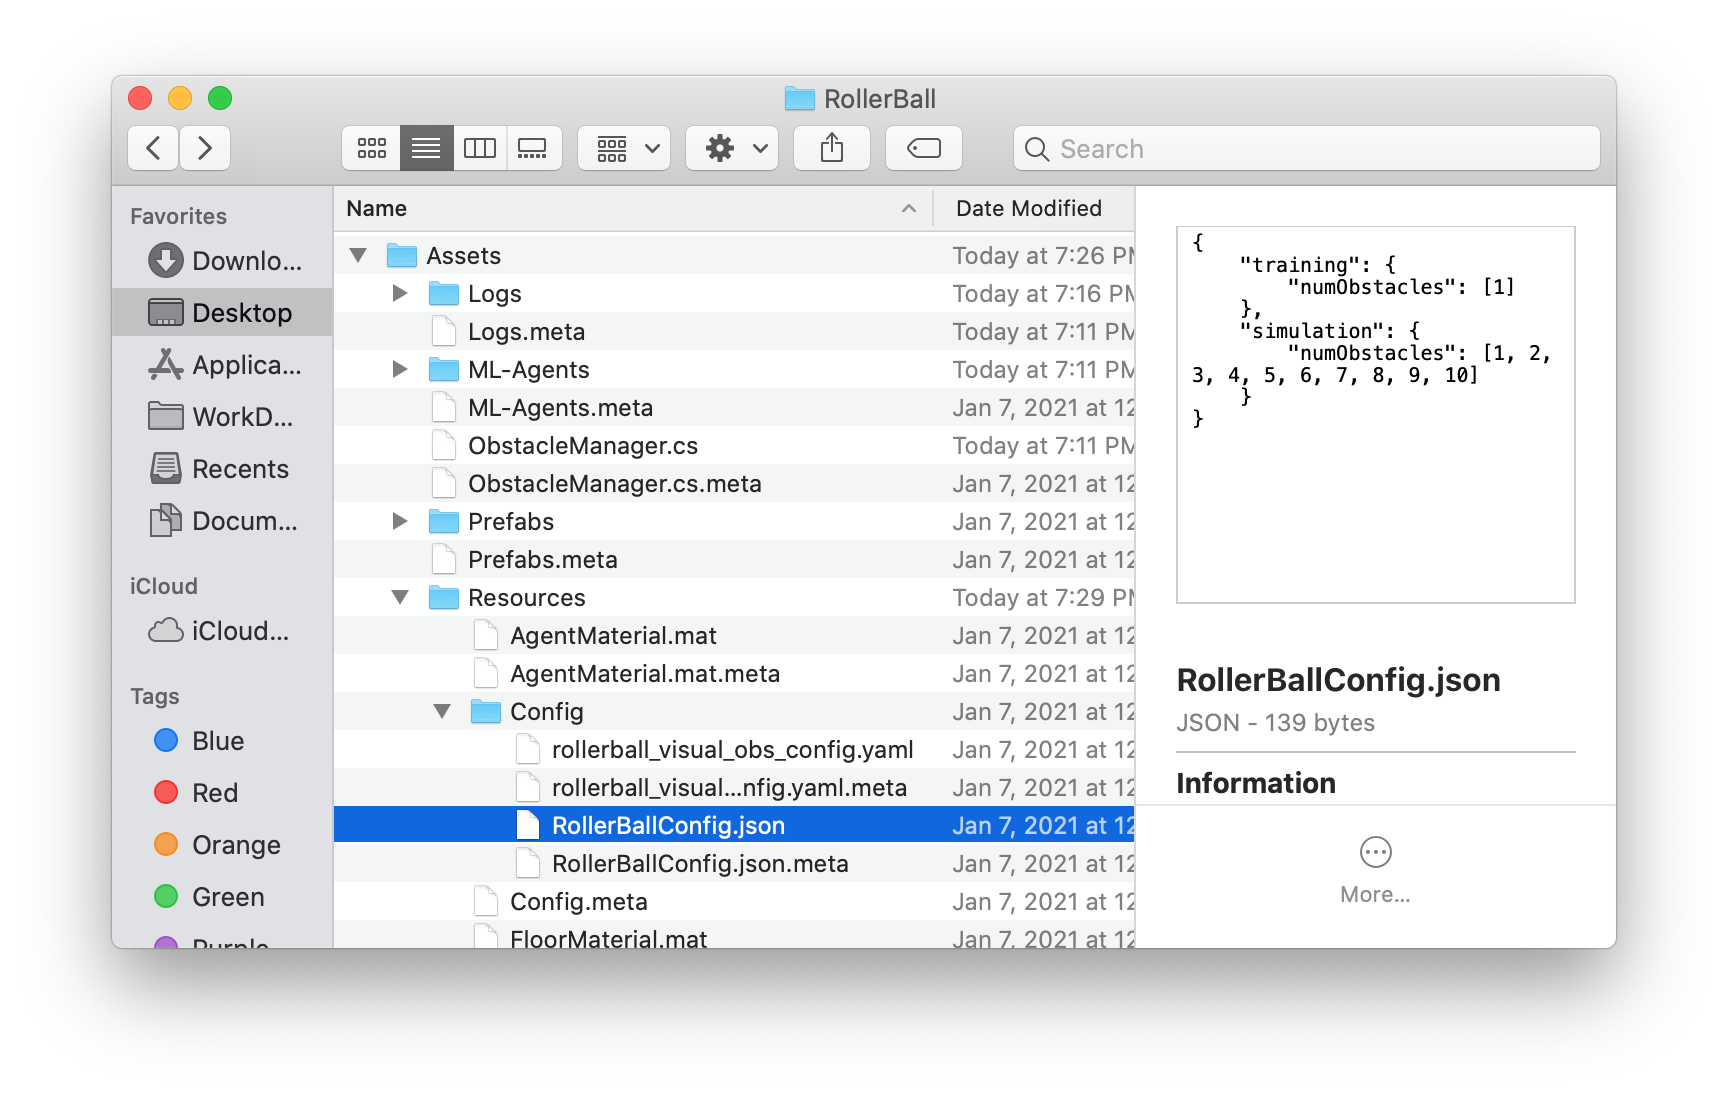 RollerBall
Search
Favorites
Downlo...
Desktop
Applica...
WorkD...
Recents
Docum...
iCloud
iCloud...
Tags
Blue
Red
Orange
Green
Purple
Name
Date Modified
Assets
Today at 7:26 PM
Logs
Today at 7:16 PM
Logs.meta
Today at 7:11 PM
ML-Agents
Today at 7:11 PM
ML-Agents.meta
Jan 7, 2021 at 12
ObstacleManager.cs
Today at 7:11 PM
ObstacleManager.cs.meta
Jan 7, 2021 at 12
Prefabs
Jan 7, 2021 at 12
Prefabs.meta
Jan 7, 2021 at 12
Resources
Today at 7:29 PM
AgentMaterial.mat
Jan 7, 2021 at 12
AgentMaterial.mat.meta
Jan 7, 2021 at 12
Config
Jan 7, 2021 at 12
rollerball_visual_obs_config.yaml
Jan 7, 2021 at 12
rollerball_visual...nfig.yaml.meta
Jan 7, 2021 at 12
RollerBallConfig.json
Jan 7, 2021 at 12
RollerBallConfig.json.meta
Jan 7, 2021 at 12
Config.meta
Jan 7, 2021 at 12
FloorMaterial.mat
Jan 7, 2021 at 12
{
"training": {
"numObstacles": [1]
},
"simulation": {
"numObstacles": [1, 2,
3, 4, 5, 6, 7, 8, 9, 10]
}
}
RollerBallConfig.json
JSON - 139 bytes
Information
More...